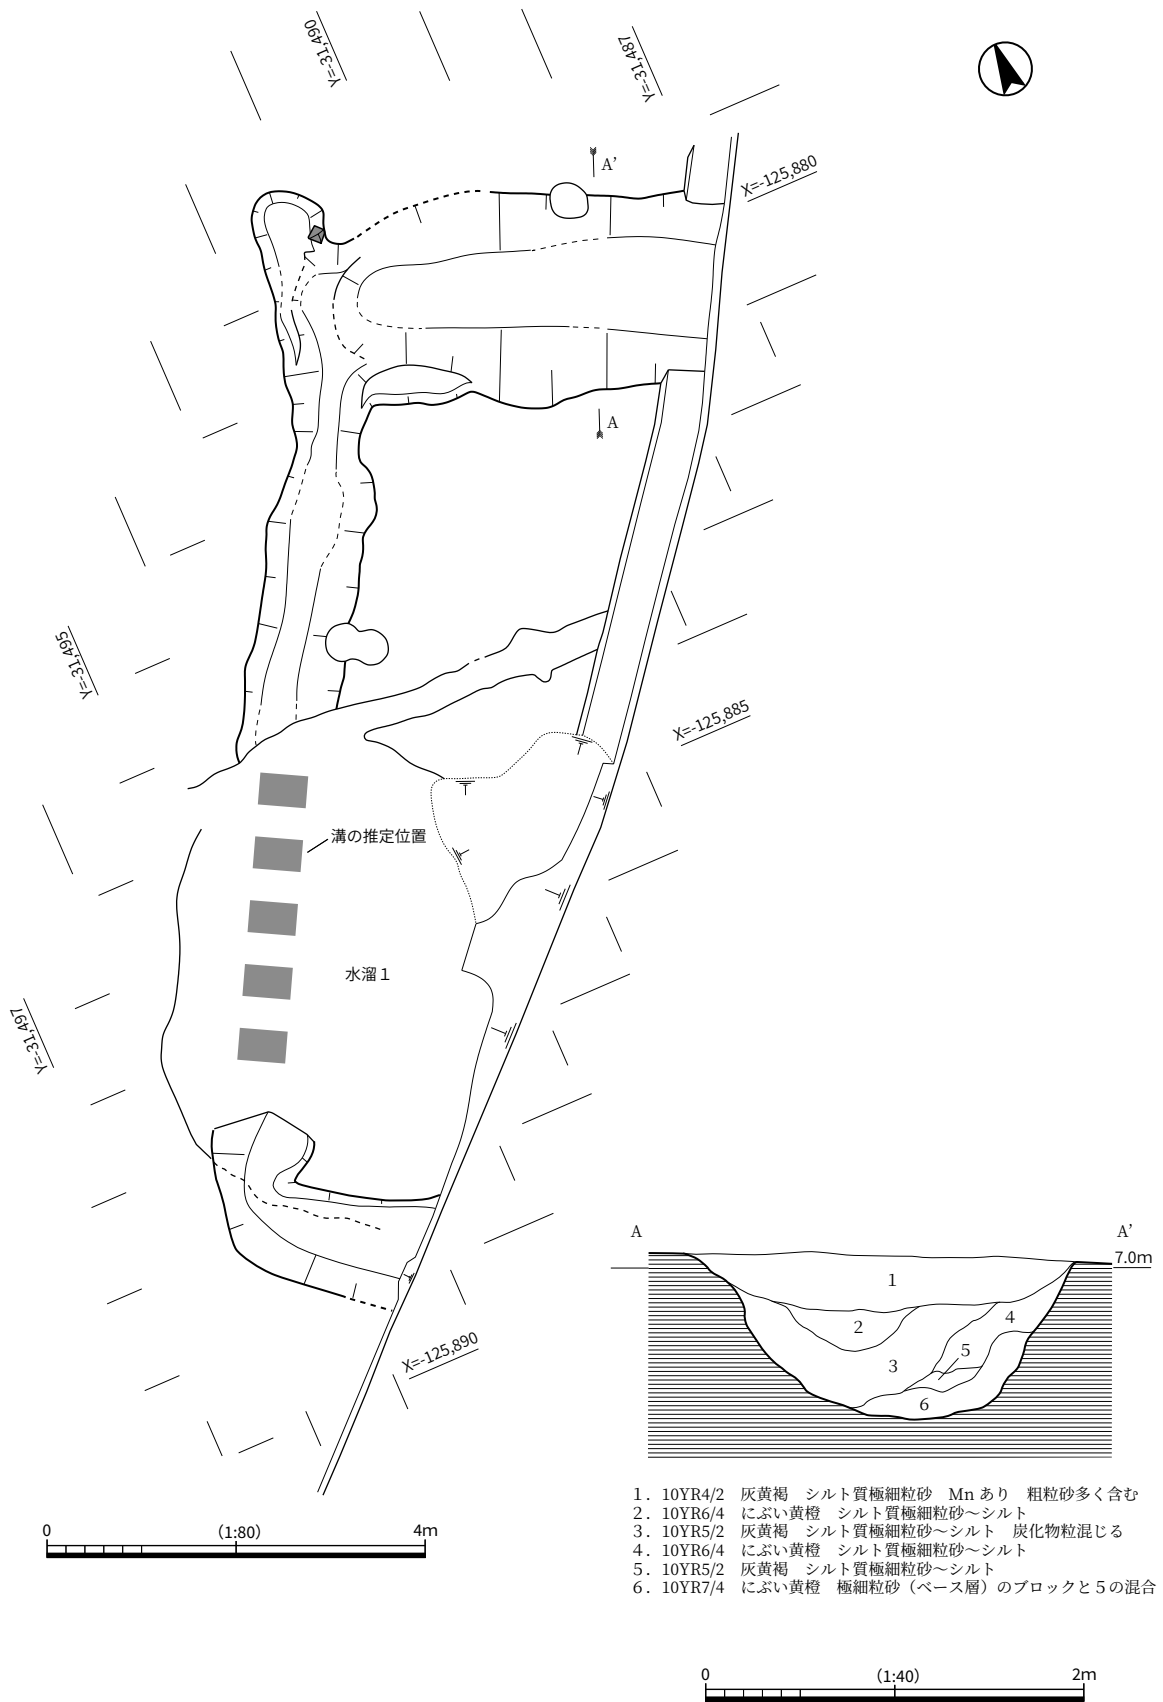 Y=-31,490
Y=-31,487
A’
X=-125,880
A
Y=-31,495
X=-125,885
溝の推定位置
水溜１
Y=-31,497
A
A’
7.0m
1
2
3
4
5
6
X=-125,890
１．10YR4/2　灰黄褐　シルト質極細粒砂　Mn あり　粗粒砂多く含む
２．10YR6/4　にぶい黄橙　シルト質極細粒砂～シルト
３．10YR5/2　灰黄褐　シルト質極細粒砂～シルト　炭化物粒混じる
４．10YR6/4　にぶい黄橙　シルト質極細粒砂～シルト
５．10YR5/2　灰黄褐　シルト質極細粒砂～シルト
６．10YR7/4　にぶい黄橙　極細粒砂（ベース層）のブロックと５の混合
0 (1:80) 4m
0 (1:40) 2m